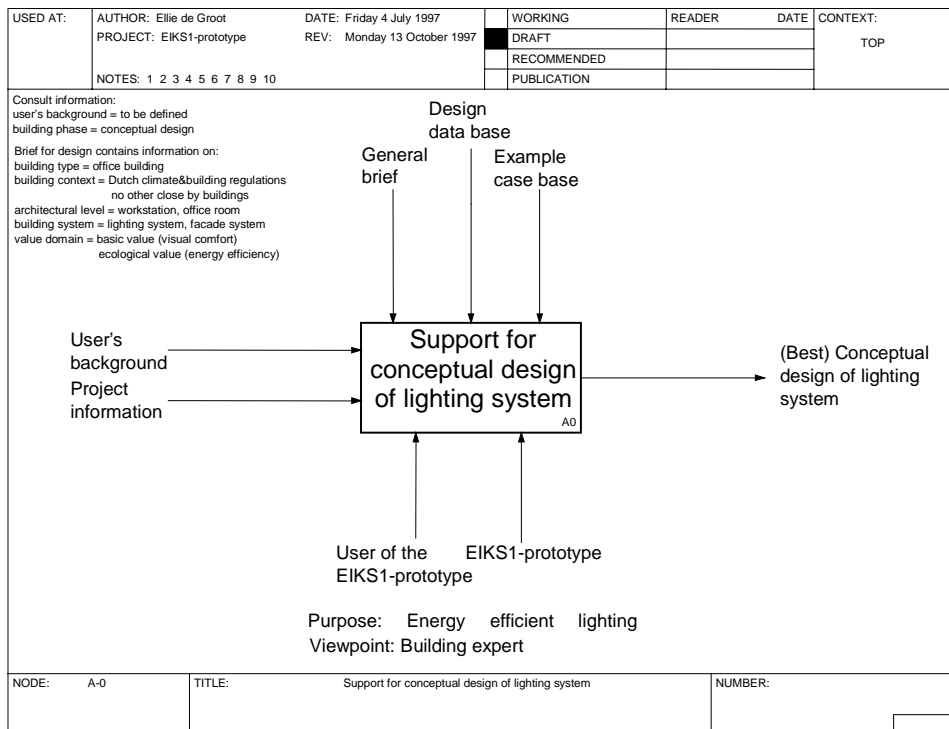 USED AT:
AUTHOR: Ellie de Groot
DATE: Friday 4 July 1997
WORKING
READER
DATE
CONTEXT:
PROJECT: EIKS1-prototype
REV: Monday 13 October 1997
DRAFT
TOP
RECOMMENDED
NOTES: 1 2 3 4 5 6 7 8 9 10
PUBLICATION
Consult information:
user's background = to be defined
building phase = conceptual design
Brief for design contains information on:
building type = office building
building context = Dutch climate&building regulations
no other close by buildings
architectural level = workstation, office room
building system = lighting system, facade system
value domain = basic value (visual comfort)
ecological value (energy efficiency)
Design
data base
General
brief
Example
case base
User's
background
Project
information
Support for
conceptual design
of lighting system
A0
(Best) Conceptual
design of lighting
system
User of the
EIKS1-prototype
EIKS1-prototype
Purpose: Energy efficient lighting
Viewpoint: Building expert
NODE:
A-0
TITLE:
Support for conceptual design of lighting system
NUMBER: